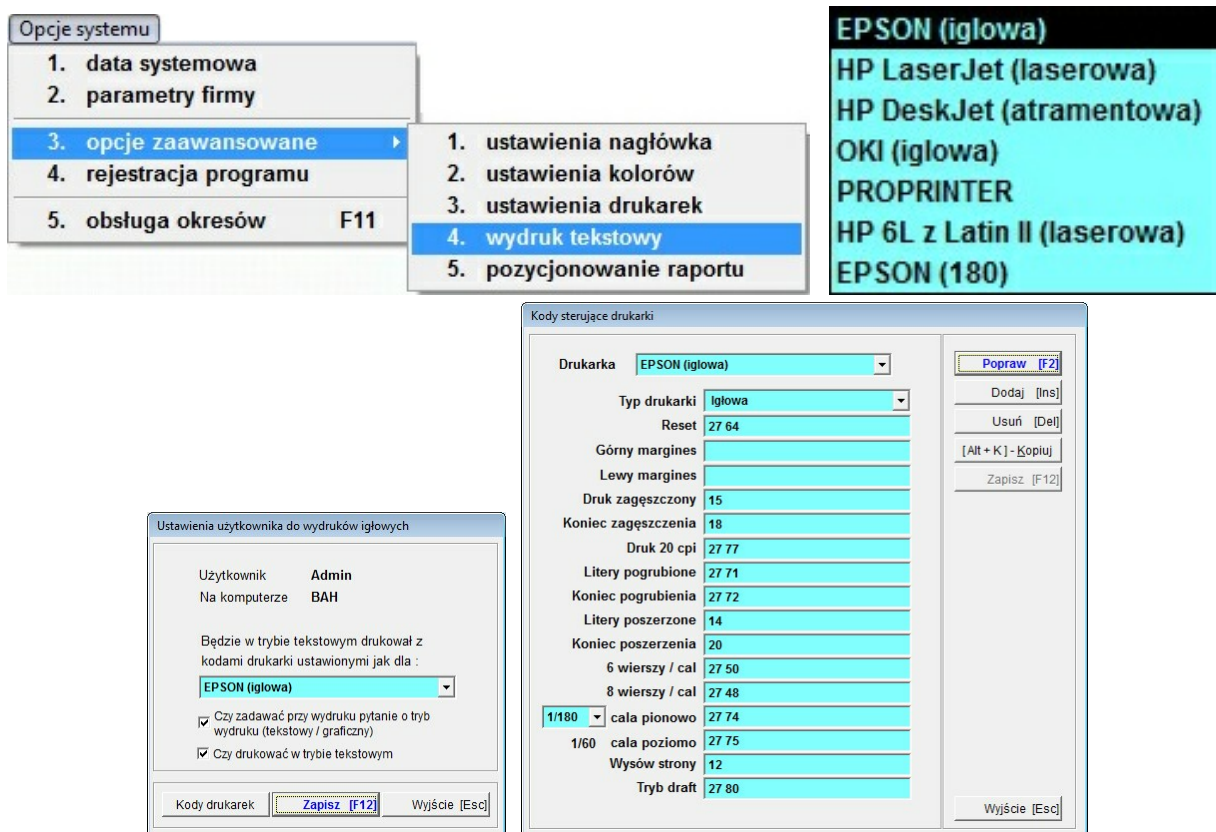 Opcje systemu
1. data systemowa
2. parametry firmy
3. opcje zaawansowane
4. rejestracja programu
5. obsługa okresów F11
1. ustawienia nagłówka
2. ustawienia kolorów
3. ustawienia drukarek
4. wydruk tekstowy
5. pozycjonowanie raportu
EPSON (iglowa)
HP LaserJet (laserowa)
HP DeskJet (atramentowa)
OKI (iglowa)
PROPRINTER
HP 6L z Latin II (laserowa)
EPSON (180)
Ustawienia użytkownika do wydruków igłowych
Użytkownik Admin
Na komputerze BAH
Będzie w trybie tekstowym drukował z
kodami drukarki ustawionymi jak dla :
EPSON (iglowa)
Czy zadawać przy wydruku pytanie o tryb
wydruku (tekstowy / graficzny)
Czy drukować w trybie tekstowym
Kody drukarek Zapisz [F12] Wyjście [Esc]
Kody sterujące drukarki
Drukarka EPSON (iglowa)
Typ drukarki Igłowa
Reset 27 64
Górny margines
Lewy margines
Druk zagęszczony 15
Koniec zagęszczenia 18
Druk 20 cpi 27 77
Litery pogrubione 27 71
Koniec pogrubienia 27 72
Litery poszerzone 14
Koniec poszerzenia 20
6 wierszy / cal 27 50
8 wierszy / cal 27 48
1/180 cala pionowo 27 74
1/60 cala poziomo 27 75
Wysów strony 12
Tryb draft 27 80
Popraw [F2]
Dodaj [Ins]
Usuń [Del]
[Alt + K ] - Kopiuj
Zapisz [F12]
Wyjście [Esc]